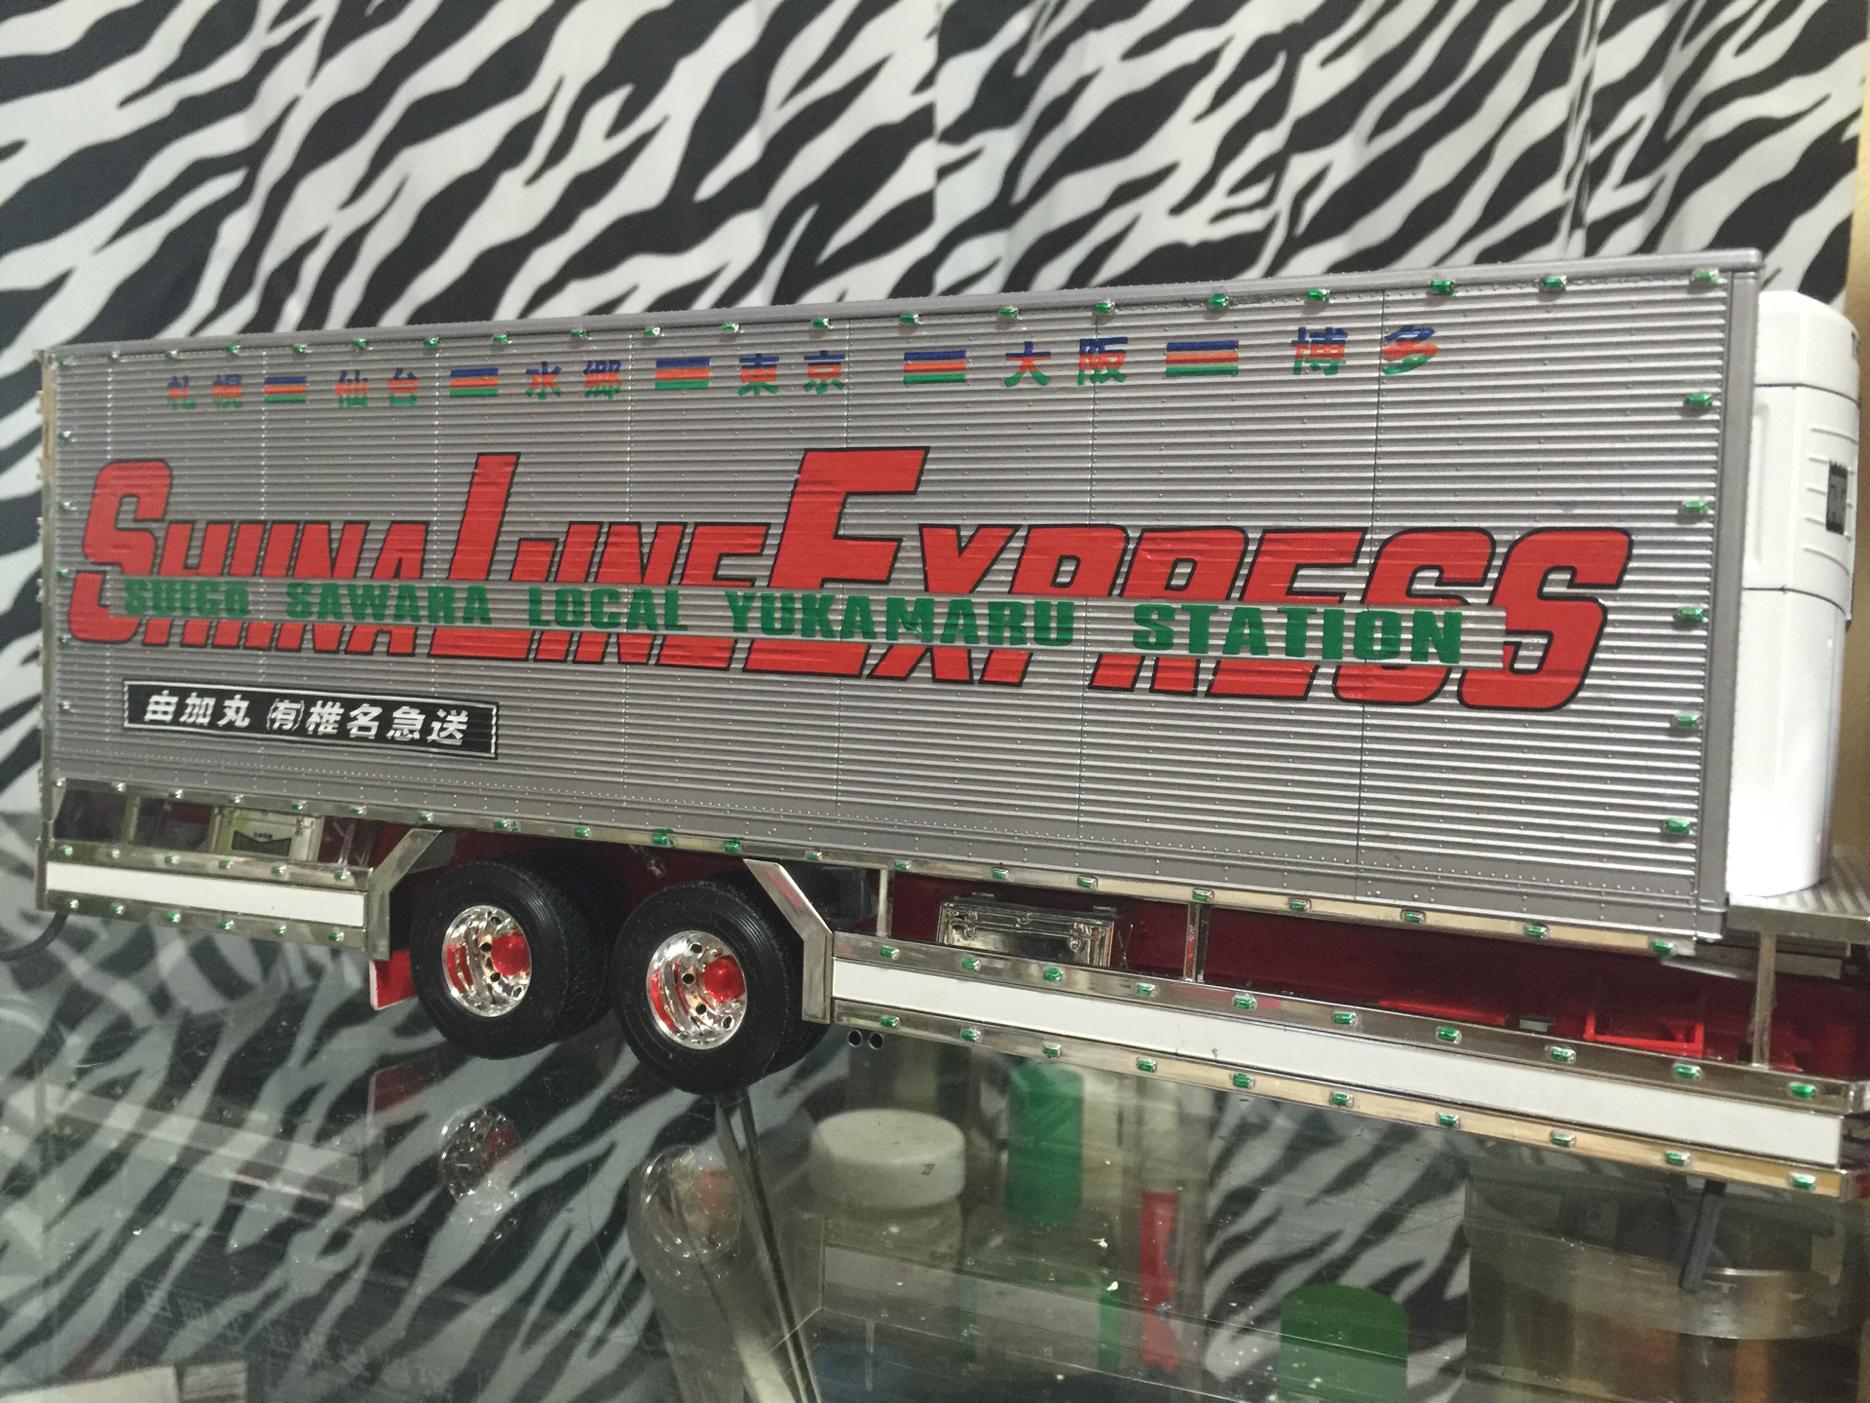 札幌 仙台 水郷 東京 大阪 博多
SHIINA LINE EXPRESS
SUIGO SAWARA LOCAL YUKAMARU STATION
由加丸 ㈲椎名急送